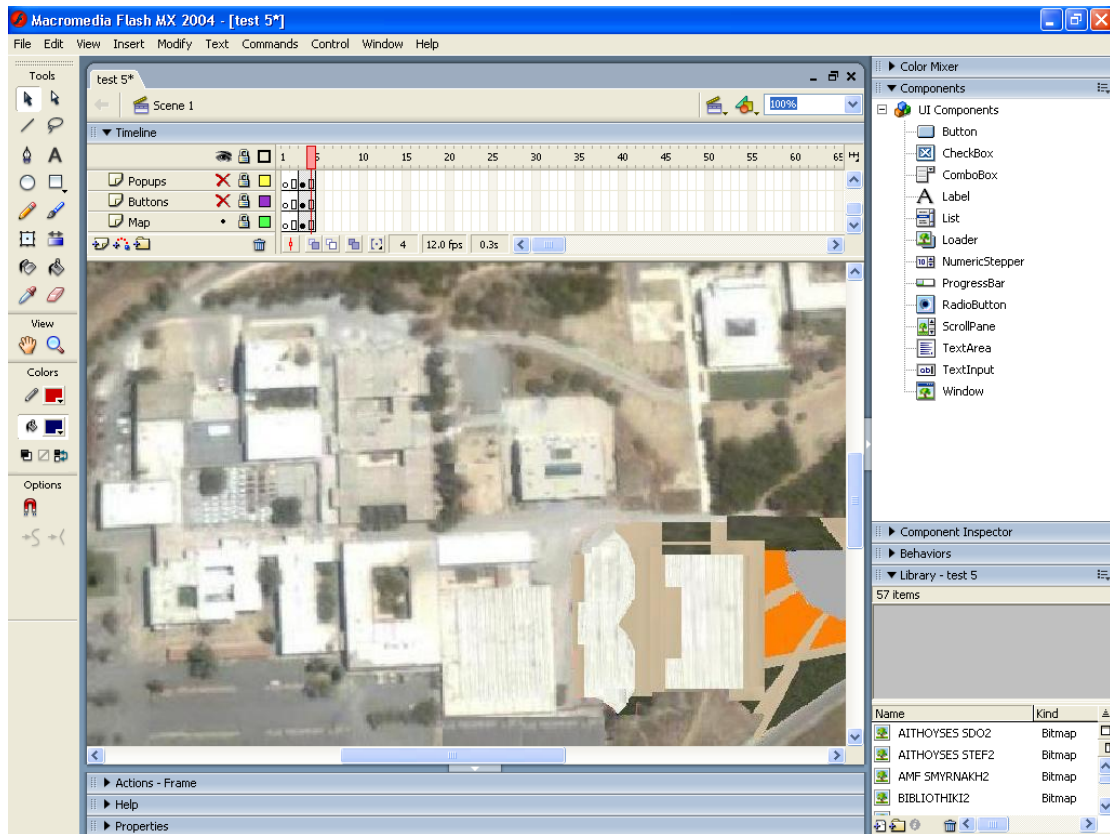 Macromedia Flash MX 2004 - [test 5*]
File Edit View Insert Modify Text Commands Control Window Help
Tools
View
Colors
Options
test 5*
Scene 1
100%
Timeline
1 5 10 15 20 25 30 35 40 45 50 55 60 65
Popups
Buttons
Map
4 12.0 fps 0.3s
Actions - Frame
Help
Properties
Color Mixer
Components
UI Components
Button
CheckBox
ComboBox
Label
List
Loader
NumericStepper
ProgressBar
RadioButton
ScrollPane
TextArea
TextInput
Window
Component Inspector
Behaviors
Library - test 5
57 items
Name Kind
AITHOYSES SDO2 Bitmap
AITHOYSES STEF2 Bitmap
AMF SMYRNAKH2 Bitmap
BIBLIOTHIKI2 Bitmap